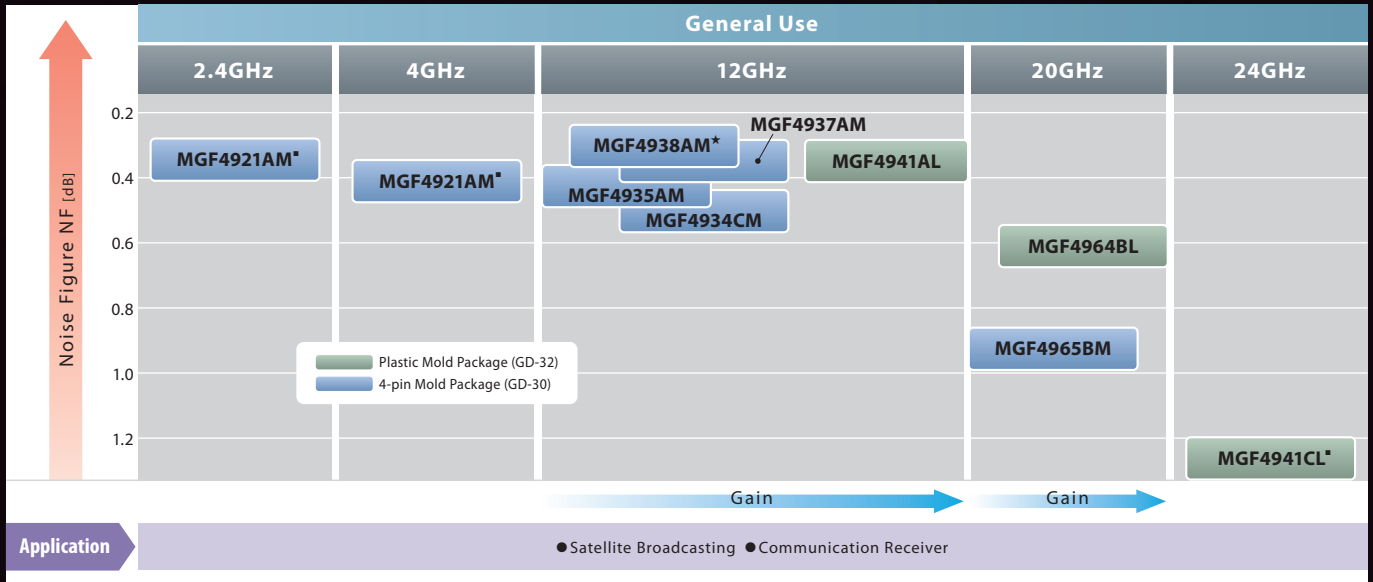 General Use
2.4GHz
4GHz
12GHz
20GHz
24GHz
Noise Figure NF [dB]
0.2
0.4
0.6
0.8
1.0
1.2
MGF4921AM▪
MGF4921AM▪
MGF4938AM★
MGF4937AM
MGF4935AM
MGF4934CM
MGF4941AL
MGF4964BL
MGF4965BM
MGF4941CL▪
Plastic Mold Package (GD-32)
4-pin Mold Package (GD-30)
Gain
Gain
Application
●Satellite Broadcasting ●Communication Receiver